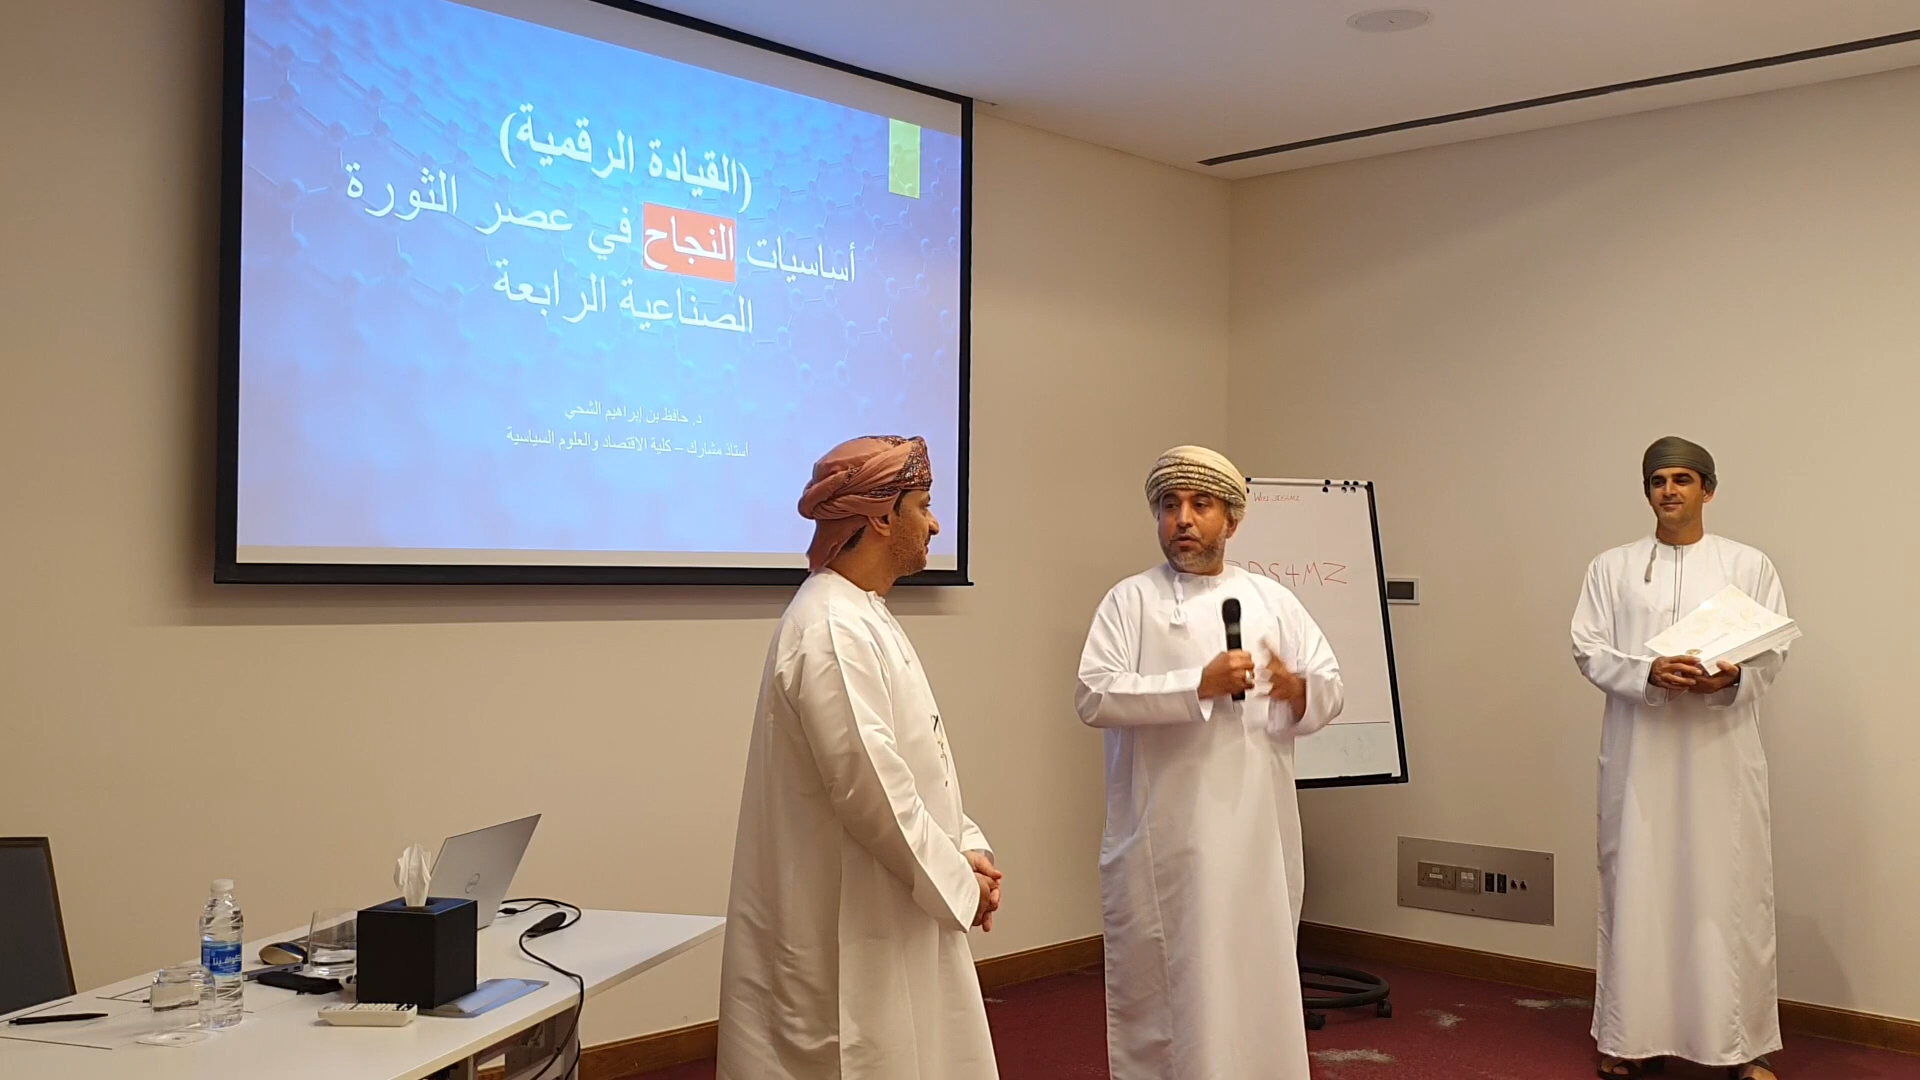 (القيادة الرقمية)
أساسيات النجاح في عصر الثورة
الصناعية الرابعة
د. حافظ بن إبراهيم الشحي
أستاذ مشارك – كلية الاقتصاد والعلوم السياسية
DS4MZ